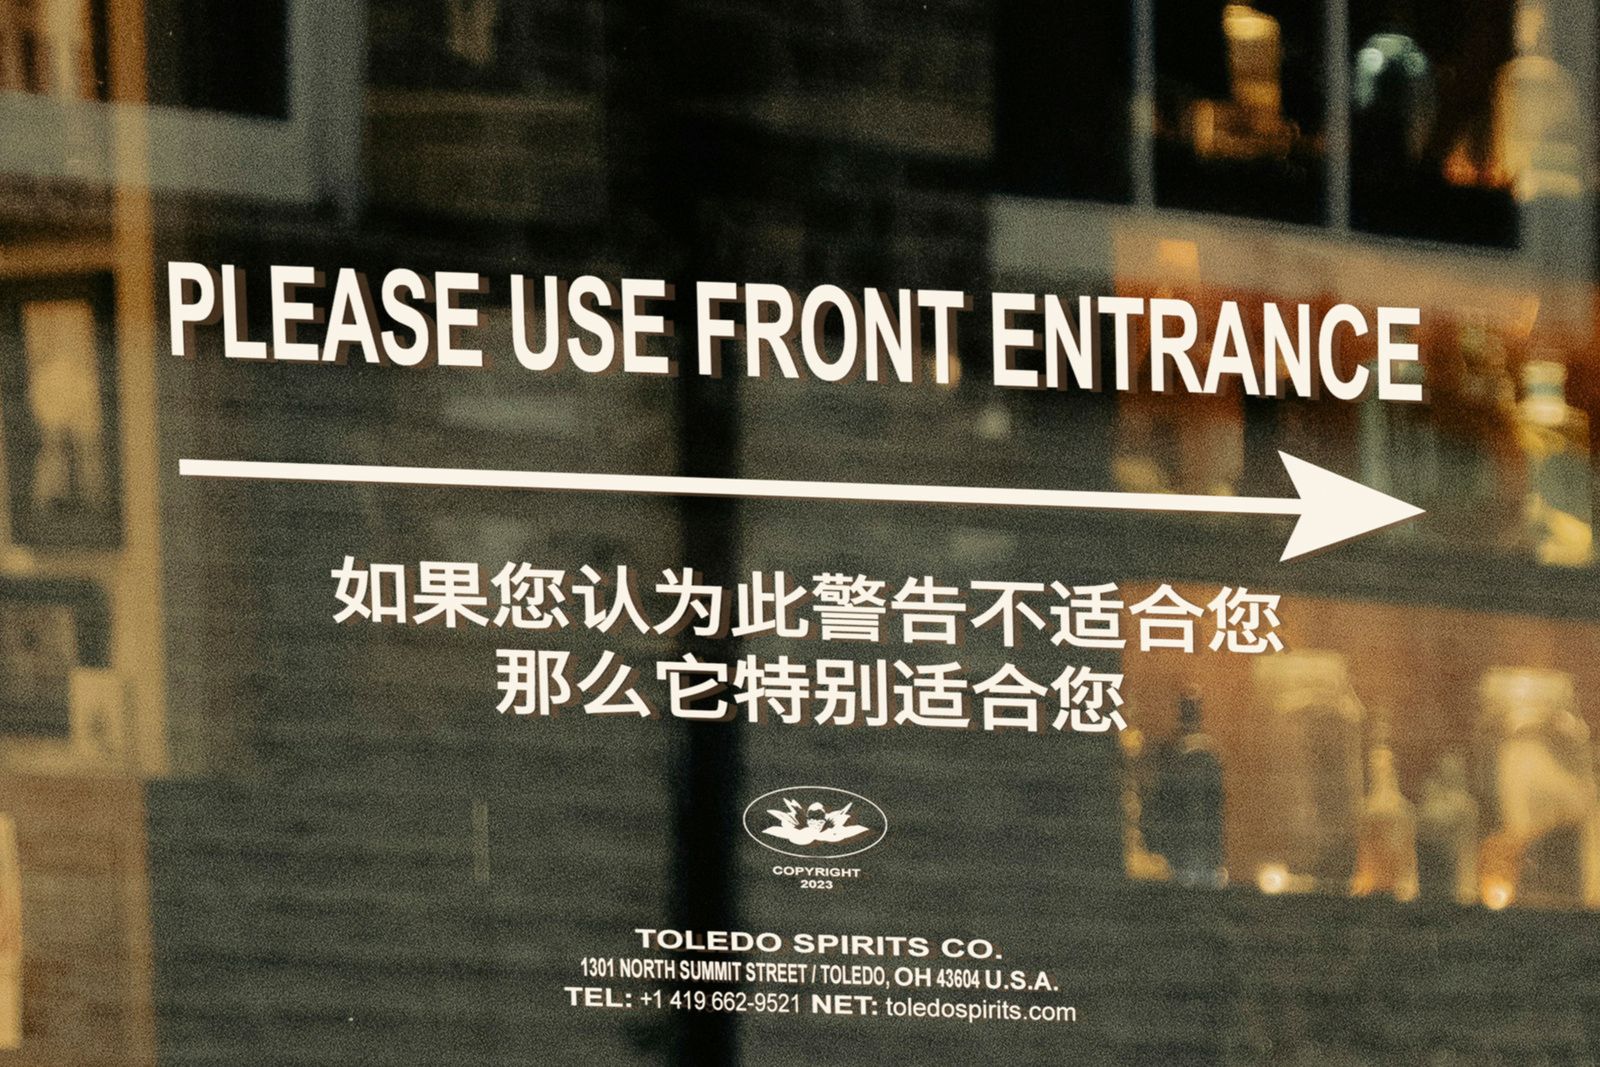 PLEASE USE FRONT ENTRANCE
如果您认为此警告不适合您
那么它特别适合您
COPYRIGHT
2023
TOLEDO SPIRITS CO.
1301 NORTH SUMMIT STREET / TOLEDO, OH 43604 U.S.A.
TEL: +1 419 662-9521 NET: toledospirits.com